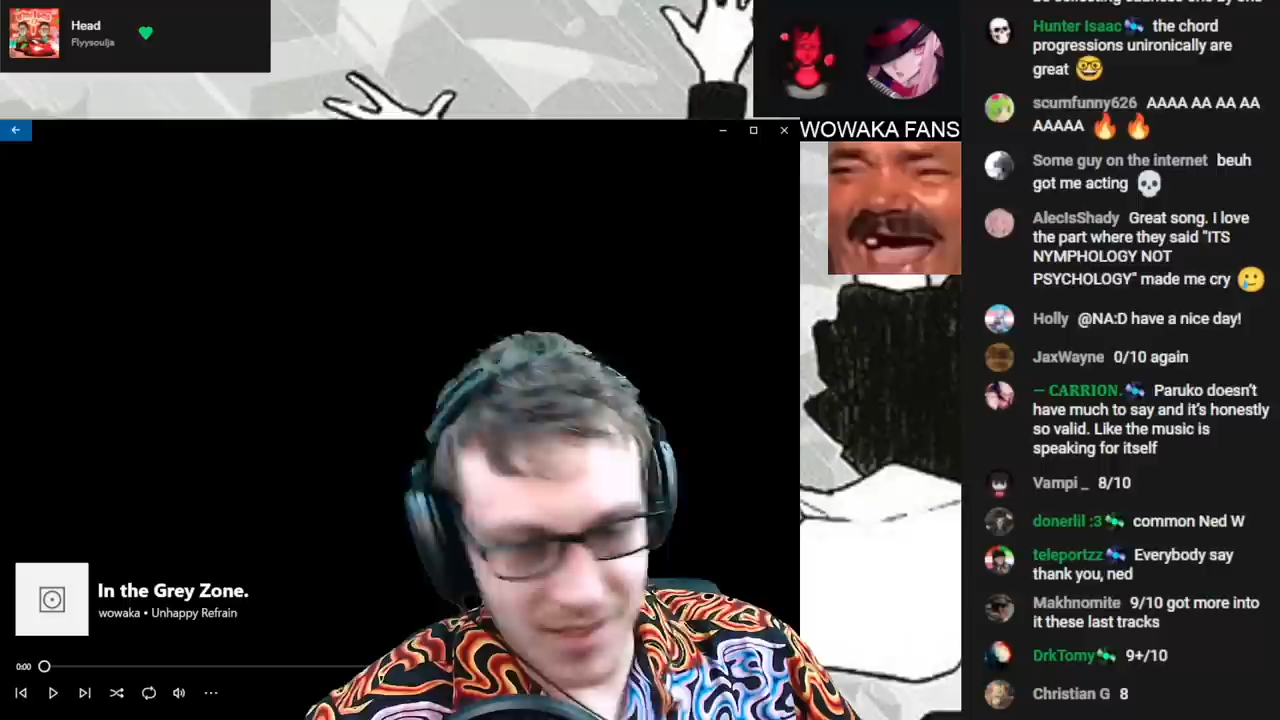 Head
Flyysoulja
WOWAKA FANS
In the Grey Zone.
wowaka • Unhappy Refrain
0:00
Hunter Isaac the chord
progressions unironically are
great
scumfunny626 AAAA AA AA AA
AAAAA
Some guy on the internet beuh
got me acting
AlecIsShady Great song. I love
the part where they said "ITS
NYMPHOLOGY NOT
PSYCHOLOGY" made me cry
Holly @NA:D have a nice day!
JaxWayne 0/10 again
— CARRION. Paruko doesn't
have much to say and it's honestly
so valid. Like the music is
speaking for itself
Vampi _ 8/10
donerlil :3 common Ned W
teleportzz Everybody say
thank you, ned
Makhnomite 9/10 got more into
it these last tracks
DrkTomy 9+/10
Christian G 8